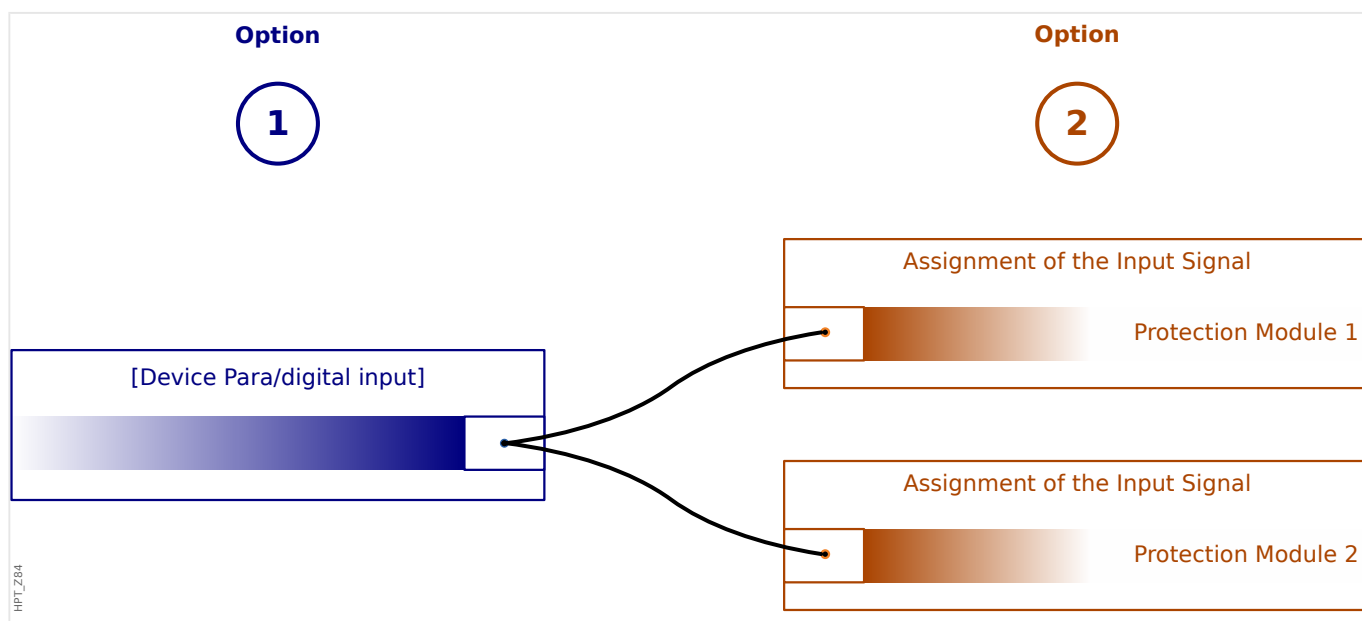 Option
1
Option
2
[Device Para/digital input]
Assignment of the Input Signal
Protection Module 1
Assignment of the Input Signal
Protection Module 2
HPT_Z84